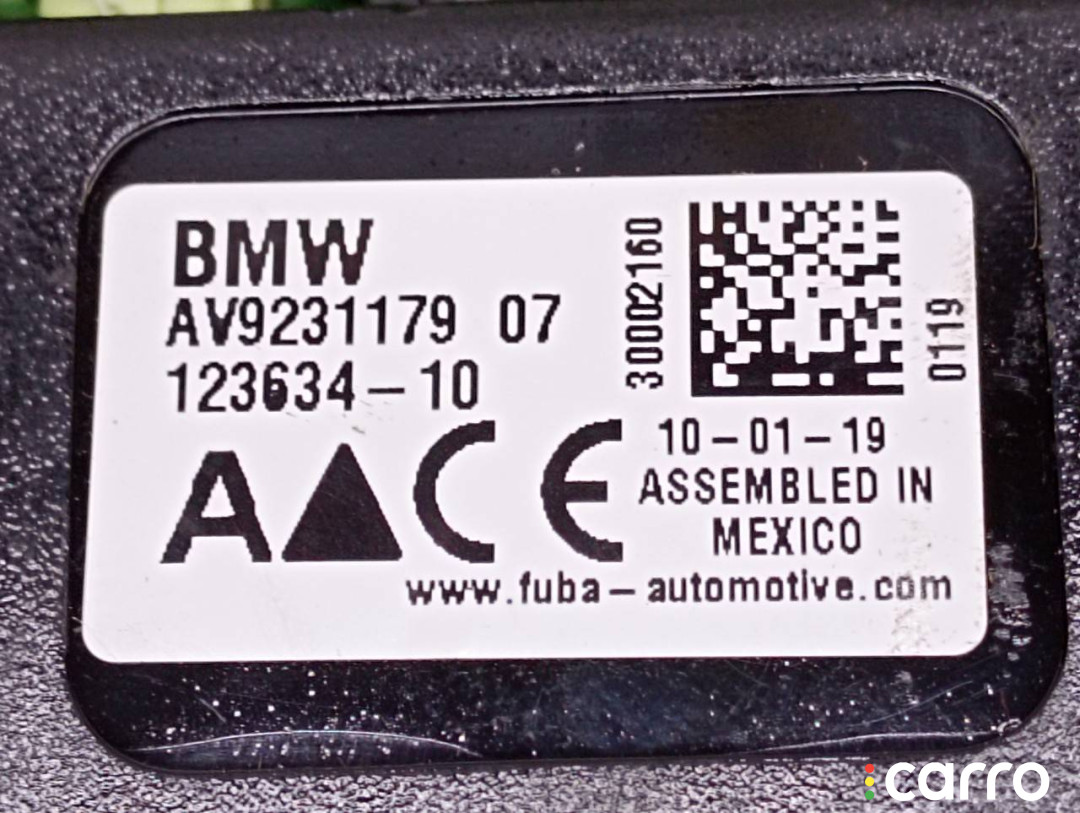 BMW
AV9231179 07
123634-10
30002160
0119
10-01-19
ASSEMBLED IN
MEXICO
A▲CE
www.fuba-automotive.com
carro